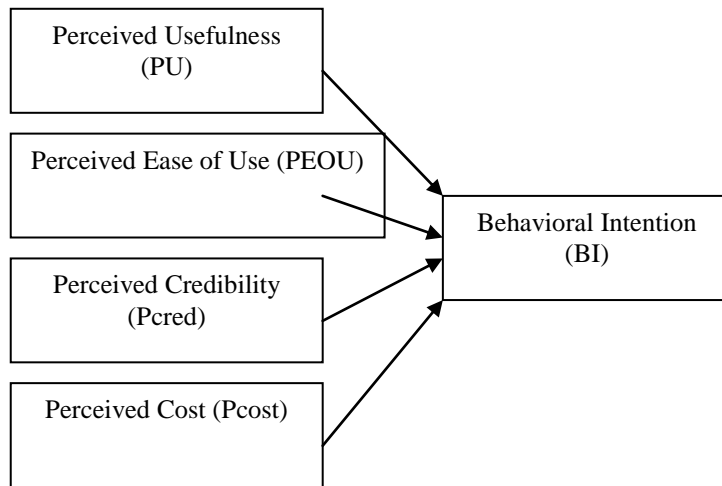 Perceived Usefulness
(PU)
Perceived Ease of Use (PEOU)
Perceived Credibility
(Pcred)
Perceived Cost (Pcost)
Behavioral Intention
(BI)